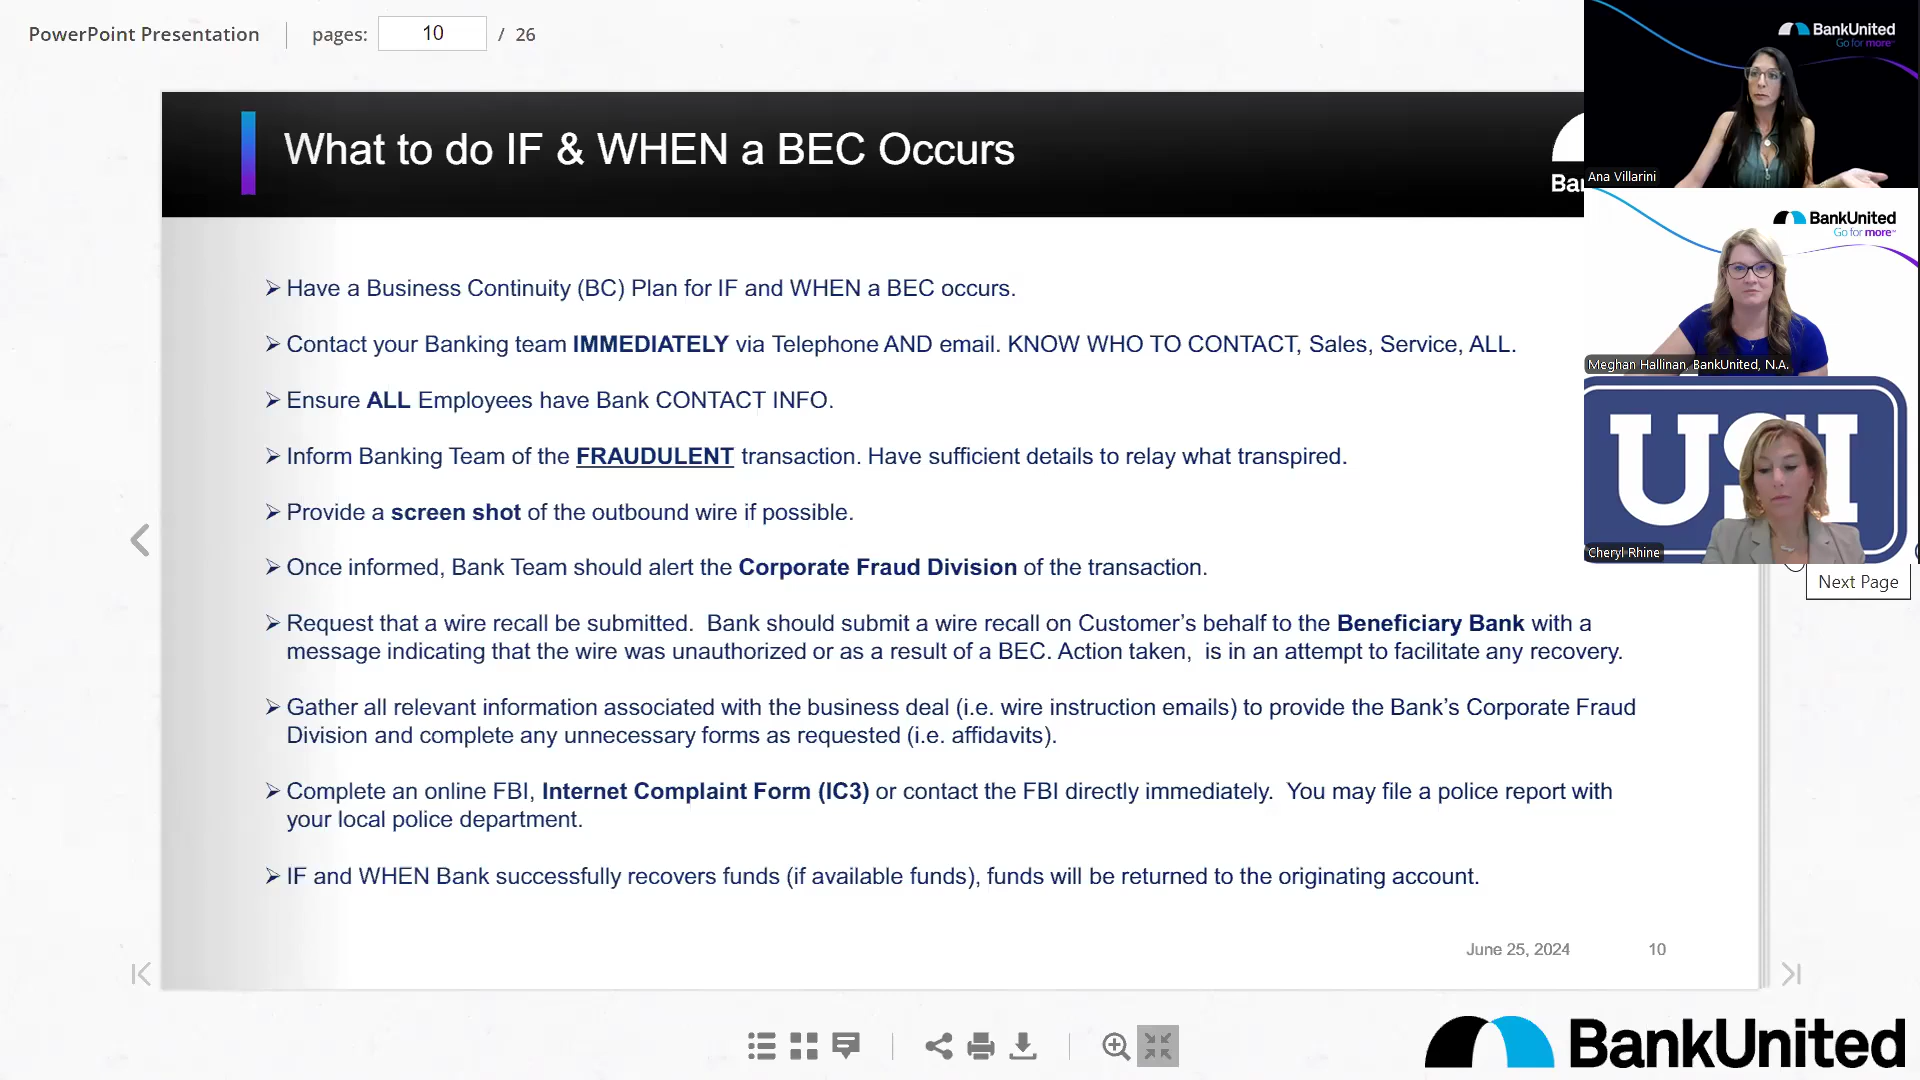 PowerPoint Presentation
pages: 10 / 26
BankUnited
Go for more
Ana Villarini
What to do IF & WHEN a BEC Occurs
BankUnited
Go for more
Meghan Hallinan, BankUnited, N.A.
USI
Cheryl Rhine
Next Page
➢ Have a Business Continuity (BC) Plan for IF and WHEN a BEC occurs.
➢ Contact your Banking team IMMEDIATELY via Telephone AND email. KNOW WHO TO CONTACT, Sales, Service, ALL.
➢ Ensure ALL Employees have Bank CONTACT INFO.
➢ Inform Banking Team of the FRAUDULENT transaction. Have sufficient details to relay what transpired.
➢ Provide a screen shot of the outbound wire if possible.
➢ Once informed, Bank Team should alert the Corporate Fraud Division of the transaction.
➢ Request that a wire recall be submitted. Bank should submit a wire recall on Customer’s behalf to the Beneficiary Bank with a
message indicating that the wire was unauthorized or as a result of a BEC. Action taken, is in an attempt to facilitate any recovery.
➢ Gather all relevant information associated with the business deal (i.e. wire instruction emails) to provide the Bank’s Corporate Fraud
Division and complete any unnecessary forms as requested (i.e. affidavits).
➢ Complete an online FBI, Internet Complaint Form (IC3) or contact the FBI directly immediately. You may file a police report with
your local police department.
➢ IF and WHEN Bank successfully recovers funds (if available funds), funds will be returned to the originating account.
June 25, 2024 10
BankUnited